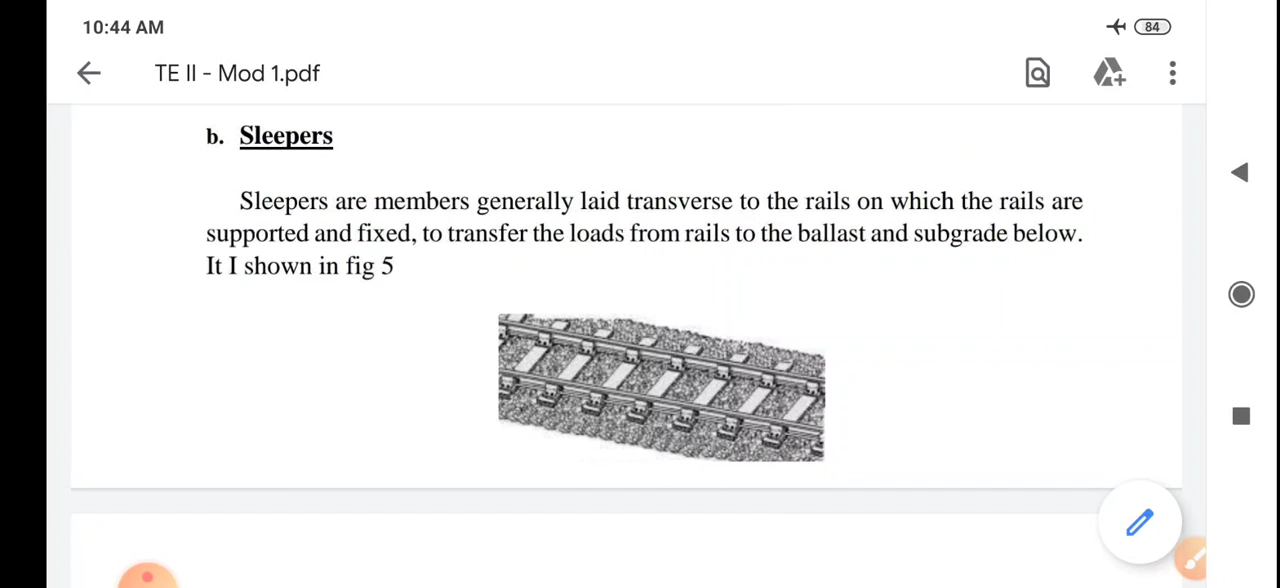 10:44 AM
84
TE II - Mod 1.pdf
b. Sleepers
Sleepers are members generally laid transverse to the rails on which the rails are
supported and fixed, to transfer the loads from rails to the ballast and subgrade below.
It I shown in fig 5